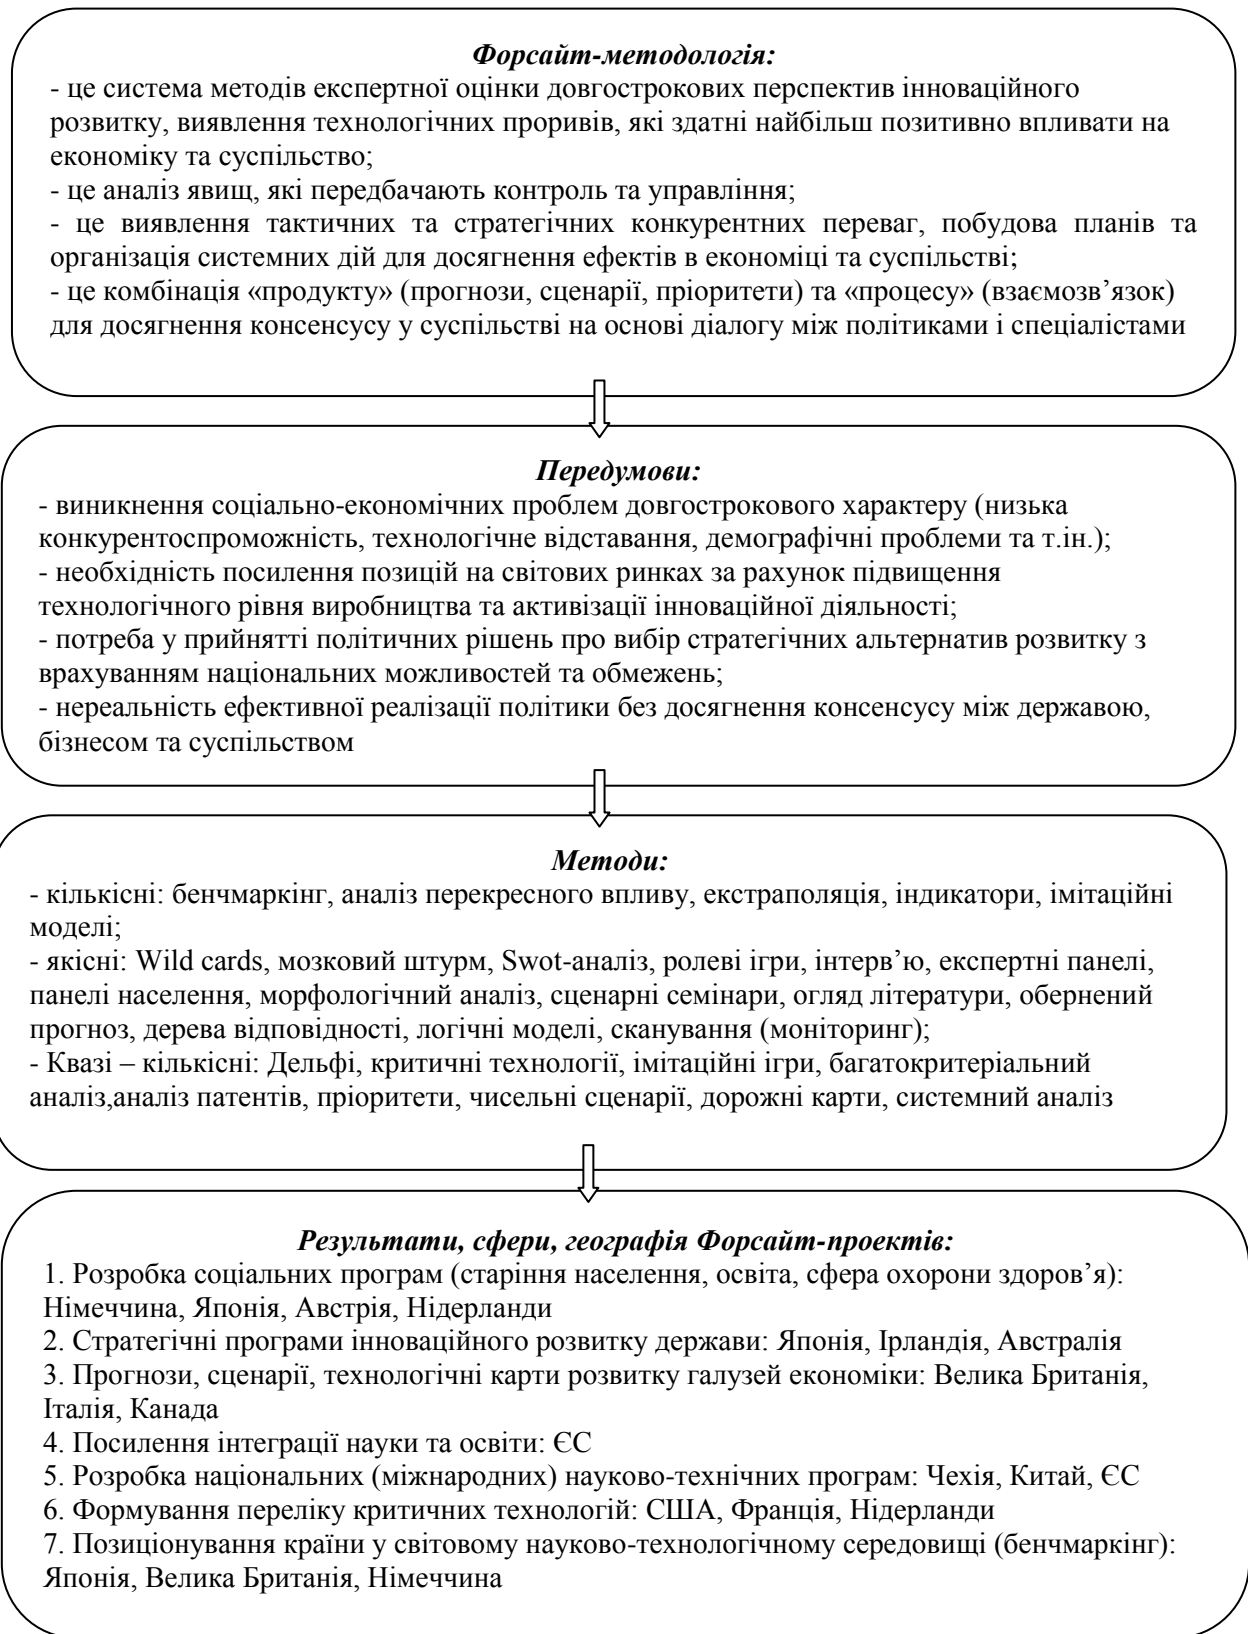 Форсайт-методологія:
- це система методів експертної оцінки довгострокових перспектив інноваційного
розвитку, виявлення технологічних проривів, які здатні найбільш позитивно впливати на
економіку та суспільство;
- це аналіз явищ, які передбачають контроль та управління;
- це виявлення тактичних та стратегічних конкурентних переваг, побудова планів та
організація системних дій для досягнення ефектів в економіці та суспільстві;
- це комбінація «продукту» (прогнози, сценарії, пріоритети) та «процесу» (взаємозв’язок)
для досягнення консенсусу у суспільстві на основі діалогу між політиками і спеціалістами
Передумови:
- виникнення соціально-економічних проблем довгострокового характеру (низька
конкурентоспроможність, технологічне відставання, демографічні проблеми та т.ін.);
- необхідність посилення позицій на світових ринках за рахунок підвищення
технологічного рівня виробництва та активізації інноваційної діяльності;
- потреба у прийнятті політичних рішень про вибір стратегічних альтернатив розвитку з
врахуванням національних можливостей та обмежень;
- нереальність ефективної реалізації політики без досягнення консенсусу між державою,
бізнесом та суспільством
Методи:
- кількісні: бенчмаркінг, аналіз перекресного впливу, екстраполяція, індикатори, імітаційні
моделі;
- якісні: Wild cards, мозковий штурм, Swot-аналіз, ролеві ігри, інтерв’ю, експертні панелі,
панелі населення, морфологічний аналіз, сценарні семінари, огляд літератури, обернений
прогноз, дерева відповідності, логічні моделі, сканування (моніторинг);
- Квазі – кількісні: Дельфі, критичні технології, імітаційні ігри, багатокритеріальний
аналіз,аналіз патентів, пріоритети, чисельні сценарії, дорожні карти, системний аналіз
Результати, сфери, географія Форсайт-проектів:
1. Розробка соціальних програм (старіння населення, освіта, сфера охорони здоров’я):
Німеччина, Японія, Австрія, Нідерланди
2. Стратегічні програми інноваційного розвитку держави: Японія, Ірландія, Австралія
3. Прогнози, сценарії, технологічні карти розвитку галузей економіки: Велика Британія,
Італія, Канада
4. Посилення інтеграції науки та освіти: ЄС
5. Розробка національних (міжнародних) науково-технічних програм: Чехія, Китай, ЄС
6. Формування переліку критичних технологій: США, Франція, Нідерланди
7. Позиціонування країни у світовому науково-технологічному середовищі (бенчмаркінг):
Японія, Велика Британія, Німеччина